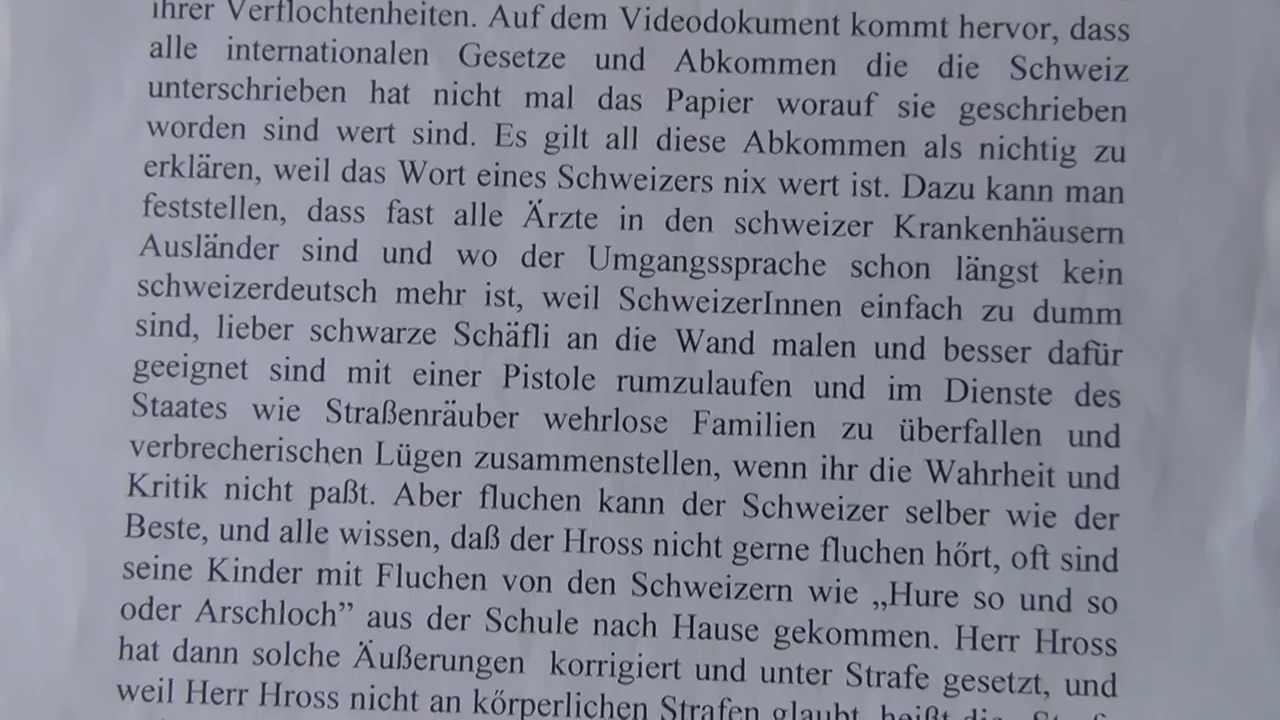 ihrer Verflochtenheiten. Auf dem Videodokument kommt hervor, dass
alle internationalen Gesetze und Abkommen die die Schweiz
unterschrieben hat nicht mal das Papier worauf sie geschrieben
worden sind wert sind. Es gilt all diese Abkommen als nichtig zu
erklären, weil das Wort eines Schweizers nix wert ist. Dazu kann man
feststellen, dass fast alle Ärzte in den schweizer Krankenhäusern
Ausländer sind und wo der Umgangssprache schon längst kein
schweizerdeutsch mehr ist, weil SchweizerInnen einfach zu dumm
sind, lieber schwarze Schäfli an die Wand malen und besser dafür
geeignet sind mit einer Pistole rumzulaufen und im Dienste des
Staates wie Straßenräuber wehrlose Familien zu überfallen und
verbrecherischen Lügen zusammenstellen, wenn ihr die Wahrheit und
Kritik nicht paßt. Aber fluchen kann der Schweizer selber wie der
Beste, und alle wissen, daß der Hross nicht gerne fluchen hört, oft sind
seine Kinder mit Fluchen von den Schweizern wie „Hure so und so
oder Arschloch” aus der Schule nach Hause gekommen. Herr Hross
hat dann solche Äußerungen korrigiert und unter Strafe gesetzt, und
weil Herr Hross nicht an körperlichen Strafen glaubt, heißt die